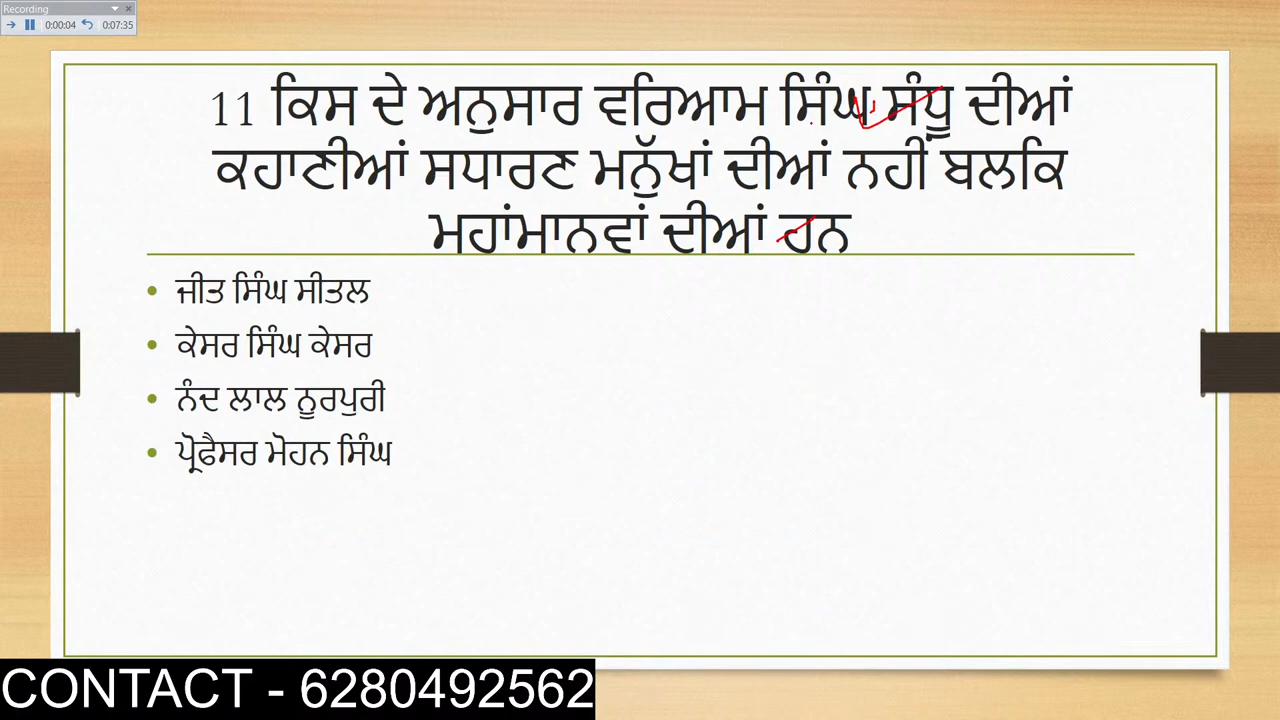 Recording
0:00:04
0:07:35
11 ਕਿਸ ਦੇ ਅਨੁਸਾਰ ਵਰਿਆਮ ਸਿੰਘ ਸੰਧੂ ਦੀਆਂ
ਕਹਾਣੀਆਂ ਸਧਾਰਣ ਮਨੁੱਖਾਂ ਦੀਆਂ ਨਹੀਂ ਬਲਕਿ
ਮਹਾਂਮਾਨਵਾਂ ਦੀਆਂ ਹਨ
• ਜੀਤ ਸਿੰਘ ਸੀਤਲ
• ਕੇਸਰ ਸਿੰਘ ਕੇਸਰ
• ਨੰਦ ਲਾਲ ਨੂਰਪੁਰੀ
• ਪ੍ਰੋਫੈਸਰ ਮੋਹਨ ਸਿੰਘ
CONTACT - 6280492562